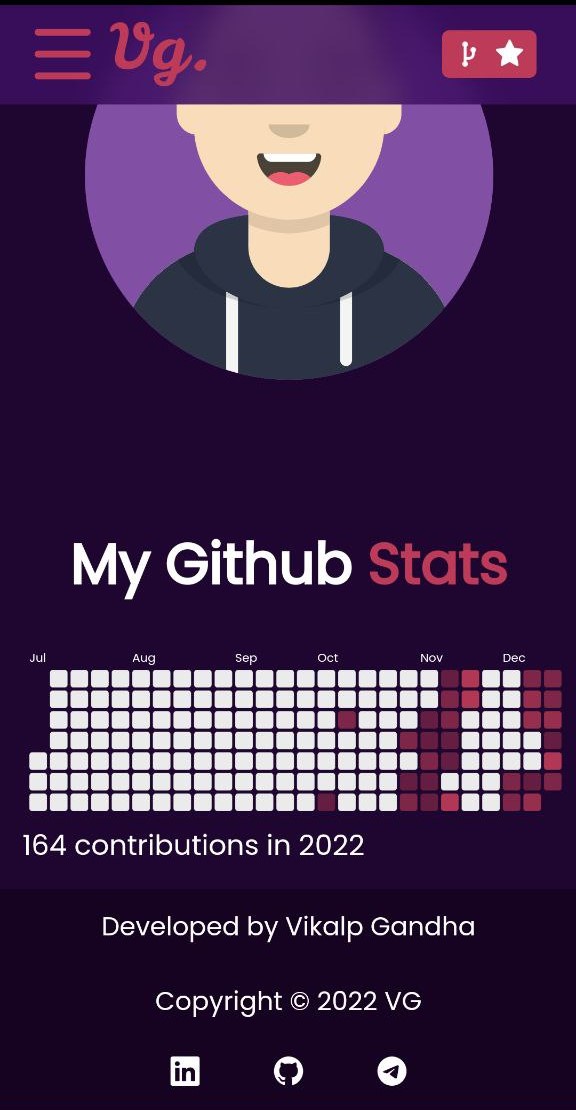 Vg.
My Github Stats
Jul Aug Sep Oct Nov Dec
164 contributions in 2022
Developed by Vikalp Gandha
Copyright © 2022 VG
in